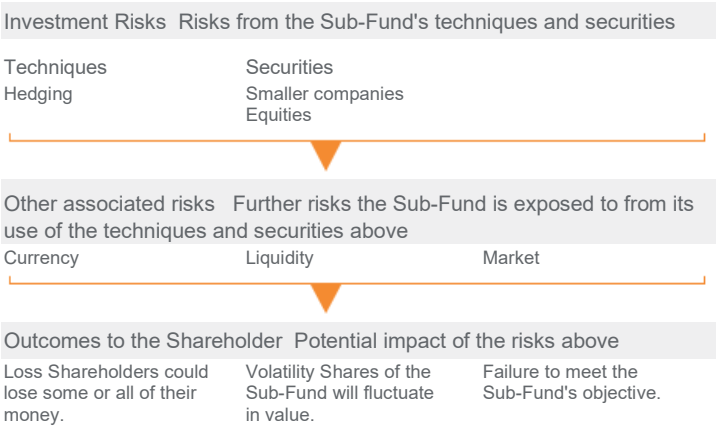 Investment Risks Risks from the Sub-Fund's techniques and securities
Techniques
Hedging
Securities
Smaller companies
Equities
Other associated risks Further risks the Sub-Fund is exposed to from its
use of the techniques and securities above
Currency
Liquidity
Market
Outcomes to the Shareholder Potential impact of the risks above
Loss Shareholders could
lose some or all of their
money.
Volatility Shares of the
Sub-Fund will fluctuate
in value.
Failure to meet the
Sub-Fund's objective.